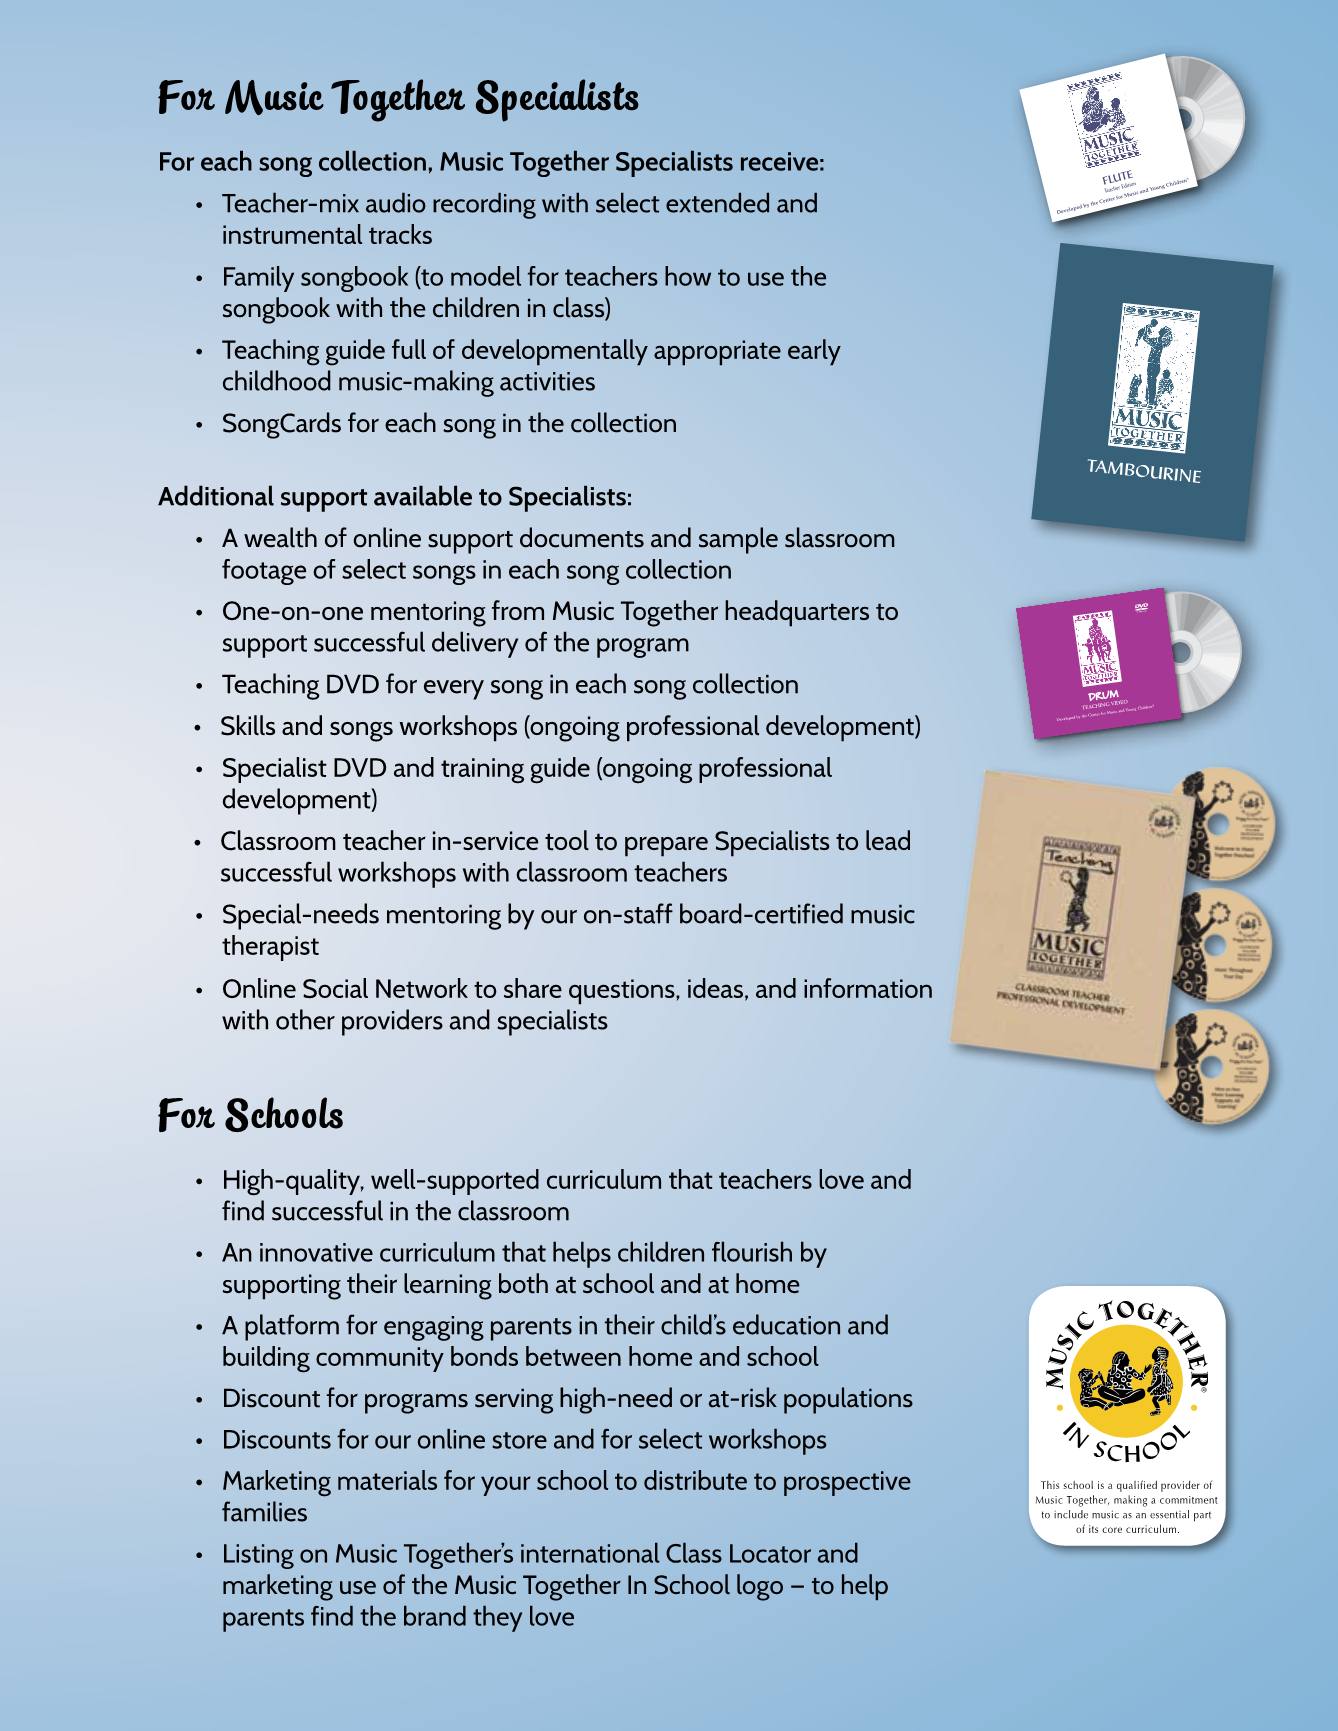 For Music Together Specialists
For each song collection, Music Together Specialists receive:
• Teacher-mix audio recording with select extended and
instrumental tracks
• Family songbook (to model for teachers how to use the
songbook with the children in class)
• Teaching guide full of developmentally appropriate early
childhood music-making activities
• SongCards for each song in the collection
Additional support available to Specialists:
• A wealth of online support documents and sample slassroom
footage of select songs in each song collection
• One-on-one mentoring from Music Together headquarters to
support successful delivery of the program
• Teaching DVD for every song in each song collection
• Skills and songs workshops (ongoing professional development)
• Specialist DVD and training guide (ongoing professional
development)
• Classroom teacher in-service tool to prepare Specialists to lead
successful workshops with classroom teachers
• Special-needs mentoring by our on-staff board-certified music
therapist
• Online Social Network to share questions, ideas, and information
with other providers and specialists
For Schools
• High-quality, well-supported curriculum that teachers love and
find successful in the classroom
• An innovative curriculum that helps children flourish by
supporting their learning both at school and at home
• A platform for engaging parents in their child's education and
building community bonds between home and school
• Discount for programs serving high-need or at-risk populations
• Discounts for our online store and for select workshops
• Marketing materials for your school to distribute to prospective
families
• Listing on Music Together's international Class Locator and
marketing use of the Music Together In School logo – to help
parents find the brand they love
MUSIC
TOGETHER
FLUTE
Teacher Edition
Developed by the Center for Music and Young Children®
MUSIC
TOGETHER
TAMBOURINE
DVD
MUSIC
TOGETHER
DRUM
TEACHING VIDEO
Developed by the Center for Music and Young Children®
Teaching
MUSIC
TOGETHER
CLASSROOM TEACHER
PROFESSIONAL DEVELOPMENT
Welcome to Music
Together Preschool
Music Throughout
Your Day
MUSIC TOGETHER®
IN SCHOOL
This school is a qualified provider of
Music Together, making a commitment
to include music as an essential part
of its core curriculum.